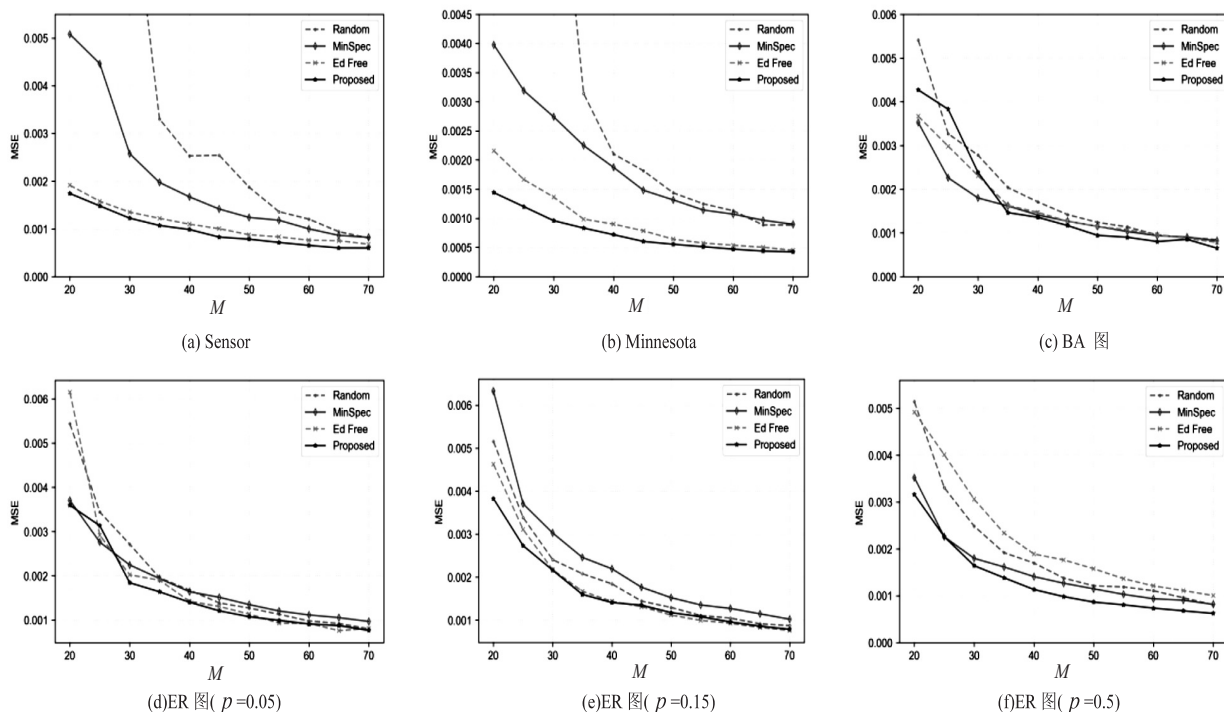 0.005
0.004
0.003
0.002
0.001
0.000
MSE
20 30 40 50 60 70
M
Random
MinSpec
Ed Free
Proposed
(a) Sensor
0.0045
0.0040
0.0035
0.0030
0.0025
0.0020
0.0015
0.0010
0.0005
0.0000
MSE
20 30 40 50 60 70
M
Random
MinSpec
Ed Free
Proposed
(b) Minnesota
0.006
0.005
0.004
0.003
0.002
0.001
0.000
MSE
20 30 40 50 60 70
M
Random
MinSpec
Ed Free
Proposed
(c) BA 图
0.006
0.005
0.004
0.003
0.002
0.001
MSE
20 30 40 50 60 70
M
Random
MinSpec
Ed Free
Proposed
(d)ER 图( p =0.05)
0.006
0.005
0.004
0.003
0.002
0.001
MSE
20 30 40 50 60 70
M
Random
MinSpec
Ed Free
Proposed
(e)ER 图( p =0.15)
0.005
0.004
0.003
0.002
0.001
0.000
MSE
20 30 40 50 60 70
M
Random
MinSpec
Ed Free
Proposed
(f)ER 图( p =0.5)